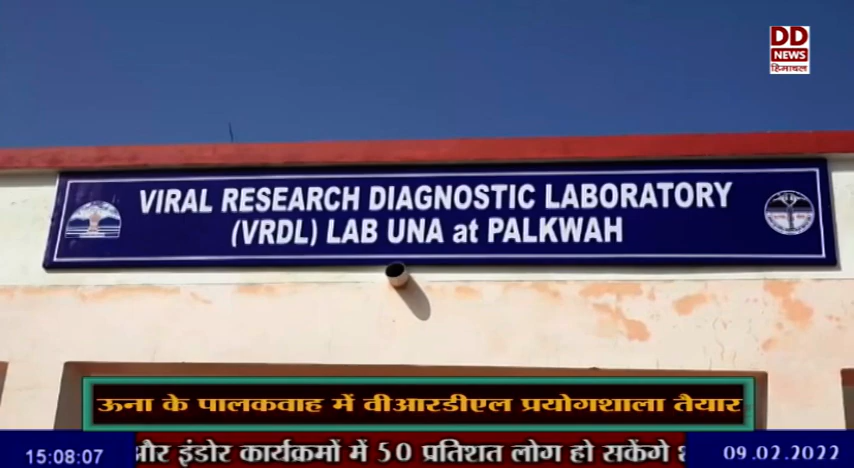 DD
NEWS
हिमाचल
VIRAL RESEARCH DIAGNOSTIC LABORATORY
(VRDL) LAB UNA at PALKWAH
ऊना के पालकवाह में वीआरडीएल प्रयोगशाला तैयार
15:08:07
और इंडोर कार्यक्रमों में 50 प्रतिशत लोग हो सकेंगे
09.02.2022